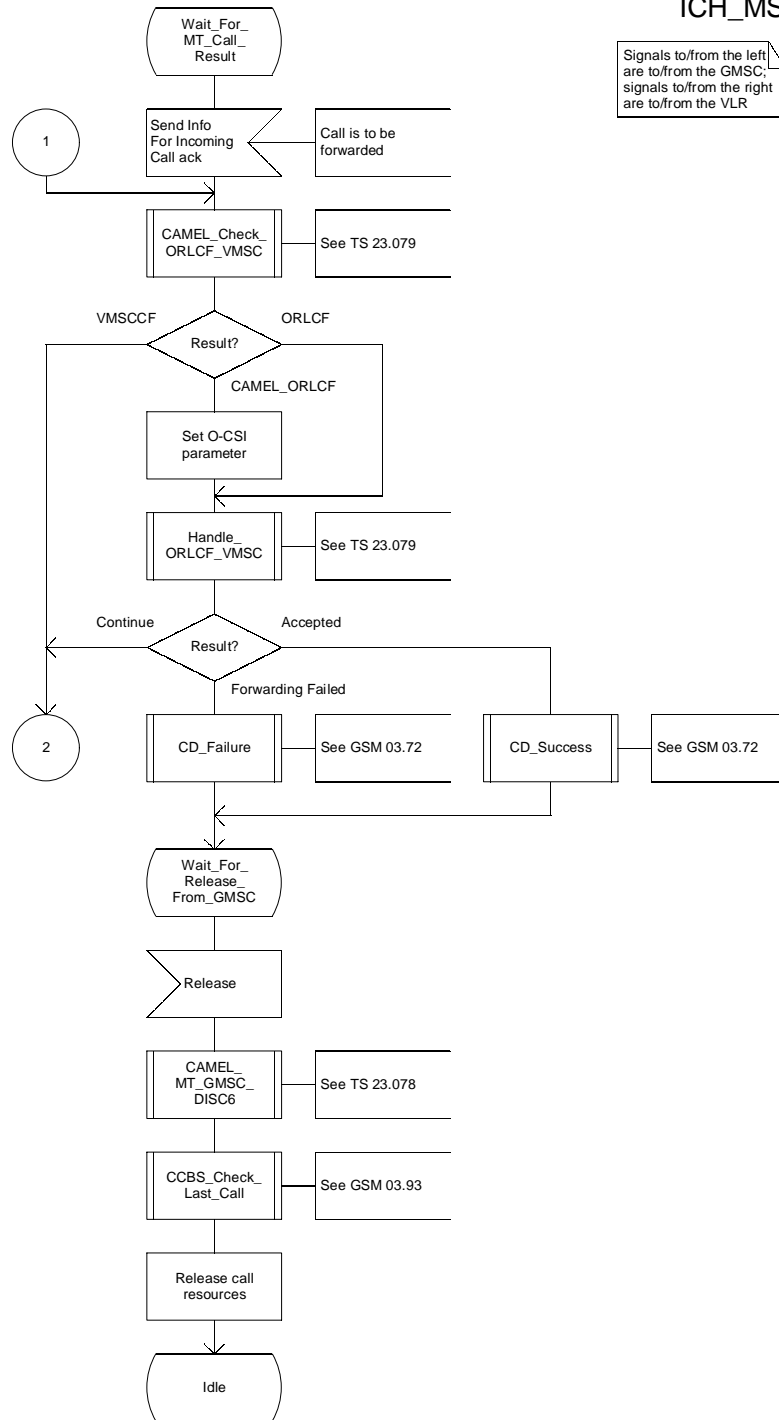 ICH_MS
Wait_For_
MT_Call_
Result
Signals to/from the left
are to/from the GMSC;
signals to/from the right
are to/from the VLR
1
Send Info
For Incoming
Call ack
Call is to be
forwarded
CAMEL_Check_
ORLCF_VMSC
See TS 23.079
VMSCCF
Result?
ORLCF
CAMEL_ORLCF
Set O-CSI
parameter
Handle_
ORLCF_VMSC
See TS 23.079
Continue
Result?
Accepted
Forwarding Failed
2
CD_Failure
See GSM 03.72
CD_Success
See GSM 03.72
Wait_For_
Release_
From_GMSC
Release
CAMEL_
MT_GMSC_
DISC6
See TS 23.078
CCBS_Check_
Last_Call
See GSM 03.93
Release call
resources
Idle